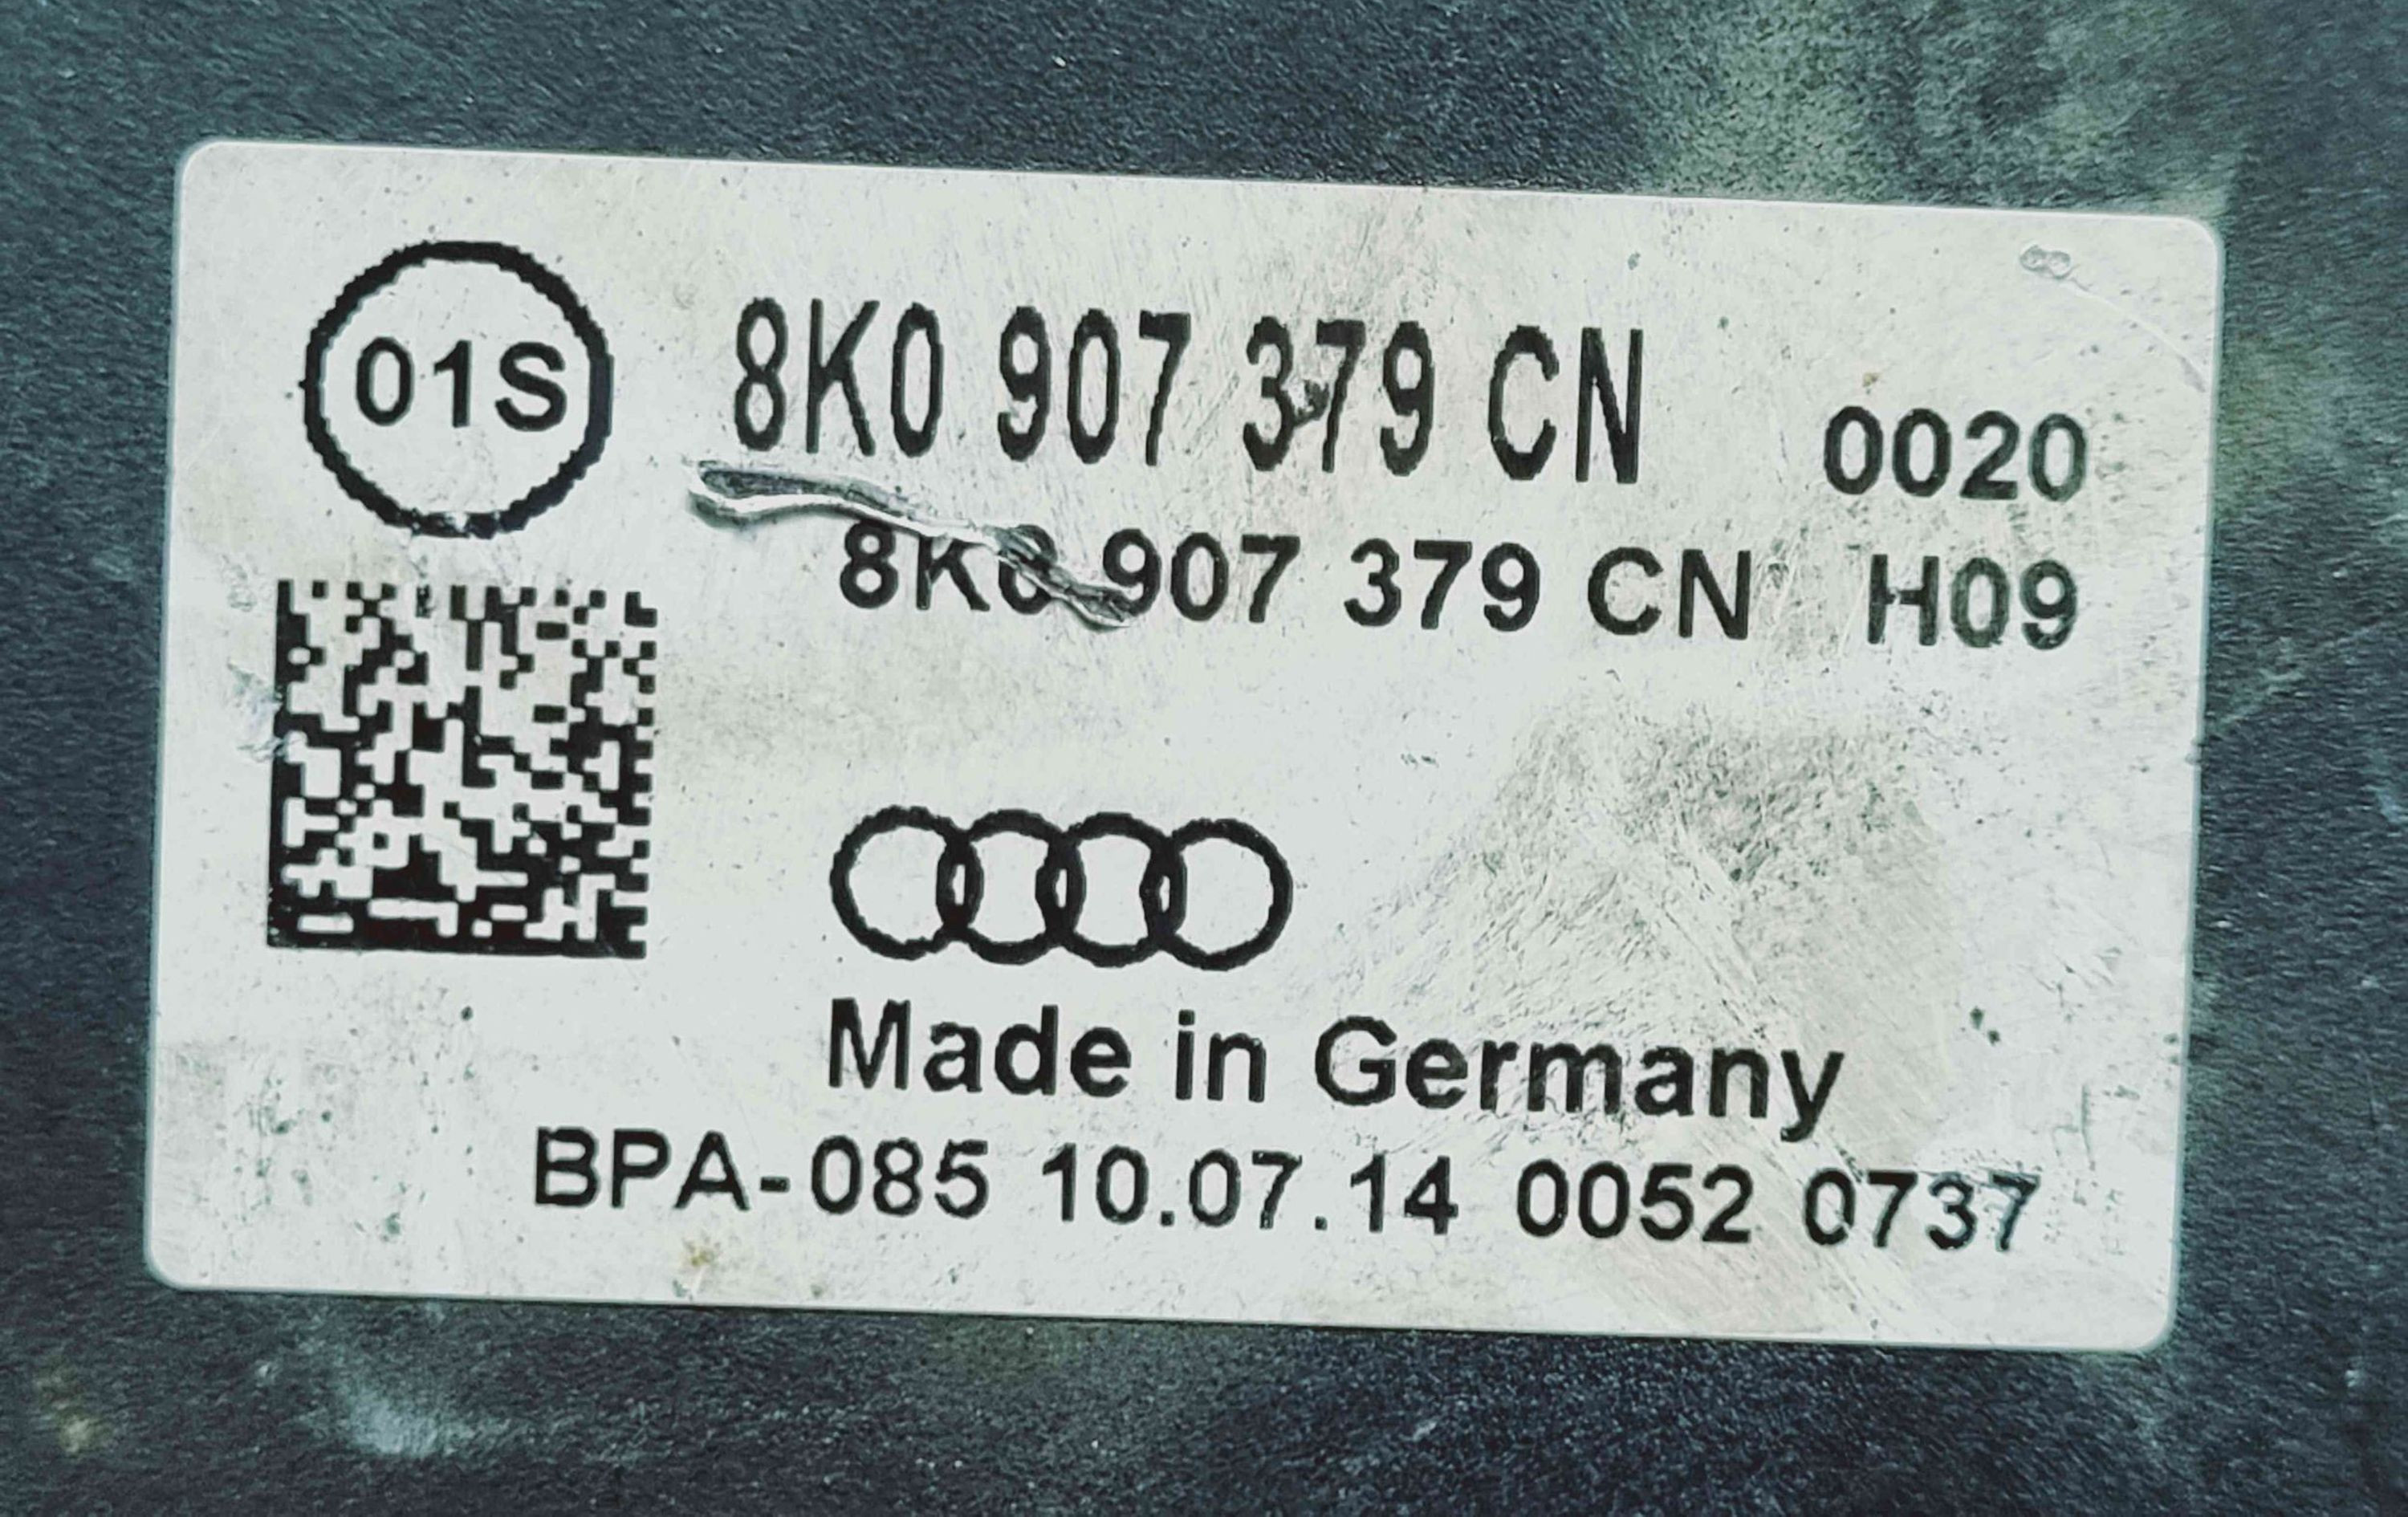 01S
8K0 907 379 CN 0020
8K0 907 379 CN H09
Made in Germany
BPA-085 10.07.14 0052 0737